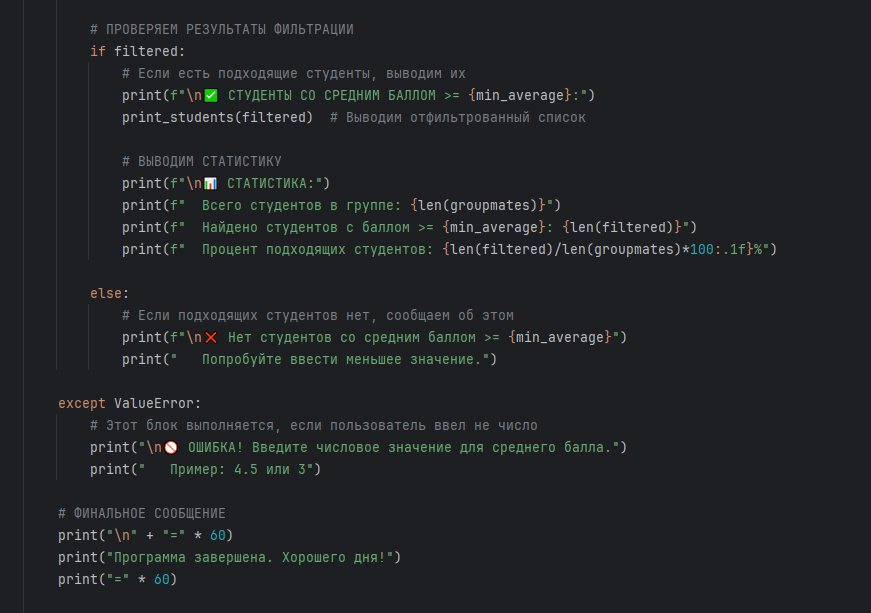 # ПРОВЕРЯЕМ РЕЗУЛЬТАТЫ ФИЛЬТРАЦИИ
if filtered:
# Если есть подходящие студенты, выводим их
print(f"\n✅ СТУДЕНТЫ СО СРЕДНИМ БАЛЛОМ >= {min_average}:")
print_students(filtered)  # Выводим отфильтрованный список
# ВЫВОДИМ СТАТИСТИКУ
print(f"\n📊 СТАТИСТИКА:")
print(f"  Всего студентов в группе: {len(groupmates)}")
print(f"  Найдено студентов с баллом >= {min_average}: {len(filtered)}")
print(f"  Процент подходящих студентов: {len(filtered)/len(groupmates)*100:.1f}%")
else:
# Если подходящих студентов нет, сообщаем об этом
print(f"\n❌ Нет студентов со средним баллом >= {min_average}")
print("   Попробуйте ввести меньшее значение.")
except ValueError:
# Этот блок выполняется, если пользователь ввел не число
print("\n🚫 ОШИБКА! Введите числовое значение для среднего балла.")
print("   Пример: 4.5 или 3")
# ФИНАЛЬНОЕ СООБЩЕНИЕ
print("\n" + "=" * 60)
print("Программа завершена. Хорошего дня!")
print("=" * 60)